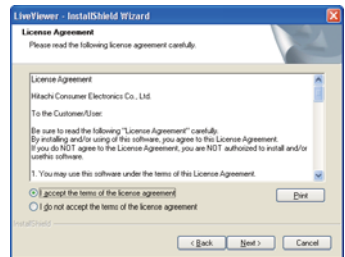 LiveViewer - InstallShield Wizard
License Agreement
Please read the following license agreement carefully.
License Agreement
Hitachi Consumer Electronics Co., Ltd.
To the Customer/User:
Be sure to read the following "License Agreement" carefully.
By installing and/or using of this software, you agree to this License Agreement.
If you do NOT agree to the License Agreement, you are NOT authorized to install and/or
usethis software.
1. You may use this software under the terms of this License Agreement.
I accept the terms of the license agreement
Print
I do not accept the terms of the license agreement
InstallShield
< Back
Next >
Cancel